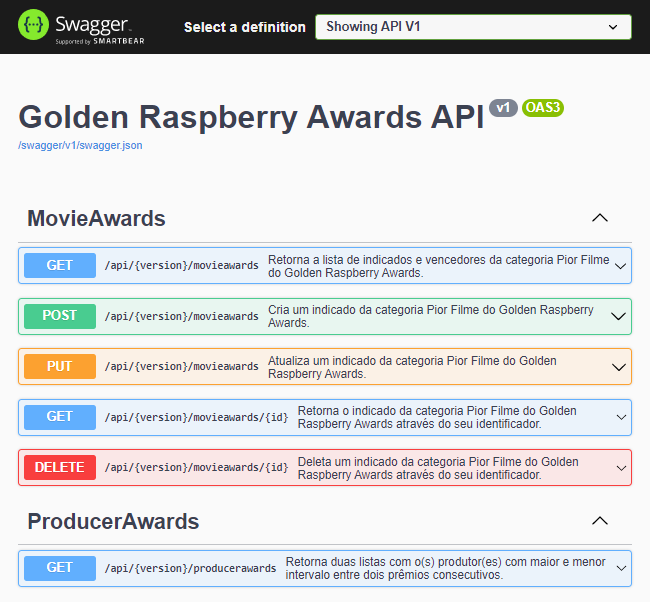 Swagger
Supported by SMARTBEAR
Select a definition
Showing API V1
Golden Raspberry Awards API v1 OAS3
/swagger/v1/swagger.json
MovieAwards
GET /api/{version}/movieawards Retorna a lista de indicados e vencedores da categoria Pior Filme
do Golden Raspberry Awards.
POST /api/{version}/movieawards Cria um indicado da categoria Pior Filme do Golden Raspberry
Awards.
PUT /api/{version}/movieawards Atualiza um indicado da categoria Pior Filme do Golden
Raspberry Awards.
GET /api/{version}/movieawards/{id} Retorna o indicado da categoria Pior Filme do Golden
Raspberry Awards através do seu identificador.
DELETE /api/{version}/movieawards/{id} Deleta um indicado da categoria Pior Filme do Golden
Raspberry Awards através do seu identificador.
ProducerAwards
GET /api/{version}/producerawards Retorna duas listas com o(s) produtor(es) com maior e menor
intervalo entre dois prêmios consecutivos.